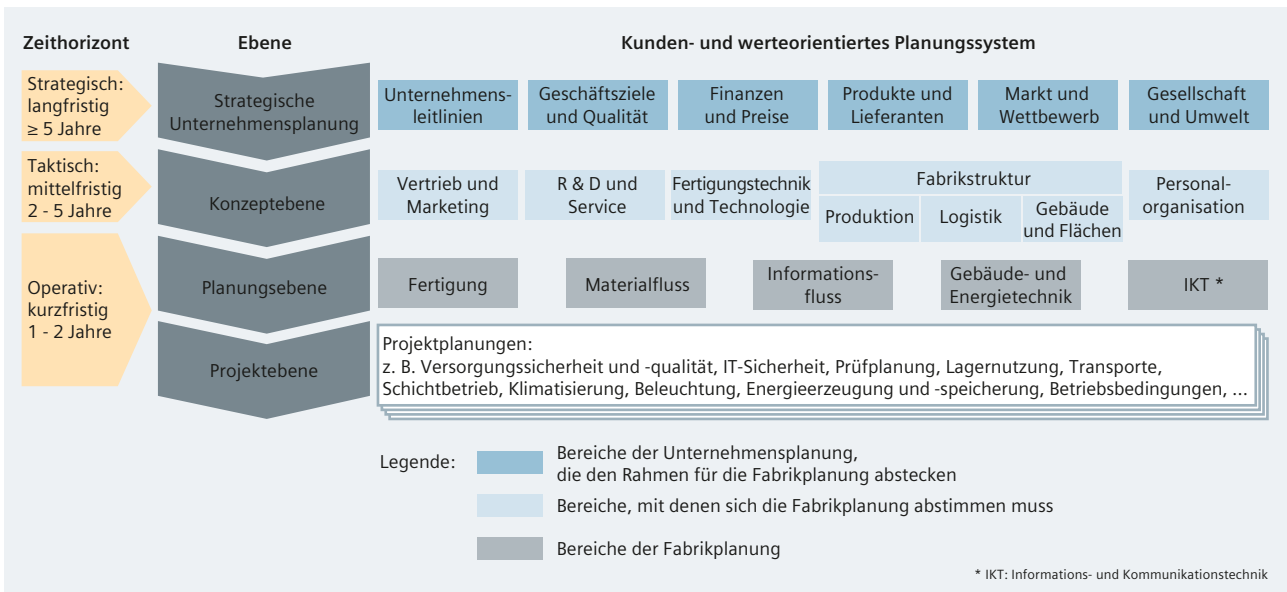 Zeithorizont
Ebene
Kunden- und werteorientiertes Planungssystem
Strategisch:
langfristig
≥ 5 Jahre
Strategische
Unternehmensplanung
Unternehmens-
leitlinien
Geschäftsziele
und Qualität
Finanzen
und Preise
Produkte und
Lieferanten
Markt und
Wettbewerb
Gesellschaft
und Umwelt
Taktisch:
mittelfristig
2 - 5 Jahre
Konzeptebene
Vertrieb und
Marketing
R & D und
Service
Fertigungstechnik
und Technologie
Fabrikstruktur
Produktion
Logistik
Gebäude
und Flächen
Personal-
organisation
Operativ:
kurzfristig
1 - 2 Jahre
Planungsebene
Fertigung
Materialfluss
Informations-
fluss
Gebäude- und
Energietechnik
IKT *
Projektebene
Projektplanungen:
z. B. Versorgungssicherheit und -qualität, IT-Sicherheit, Prüfplanung, Lagernutzung, Transporte,
Schichtbetrieb, Klimatisierung, Beleuchtung, Energieerzeugung und -speicherung, Betriebsbedingungen, ...
Legende:
Bereiche der Unternehmensplanung,
die den Rahmen für die Fabrikplanung abstecken
Bereiche, mit denen sich die Fabrikplanung abstimmen muss
Bereiche der Fabrikplanung
* IKT: Informations- und Kommunikationstechnik